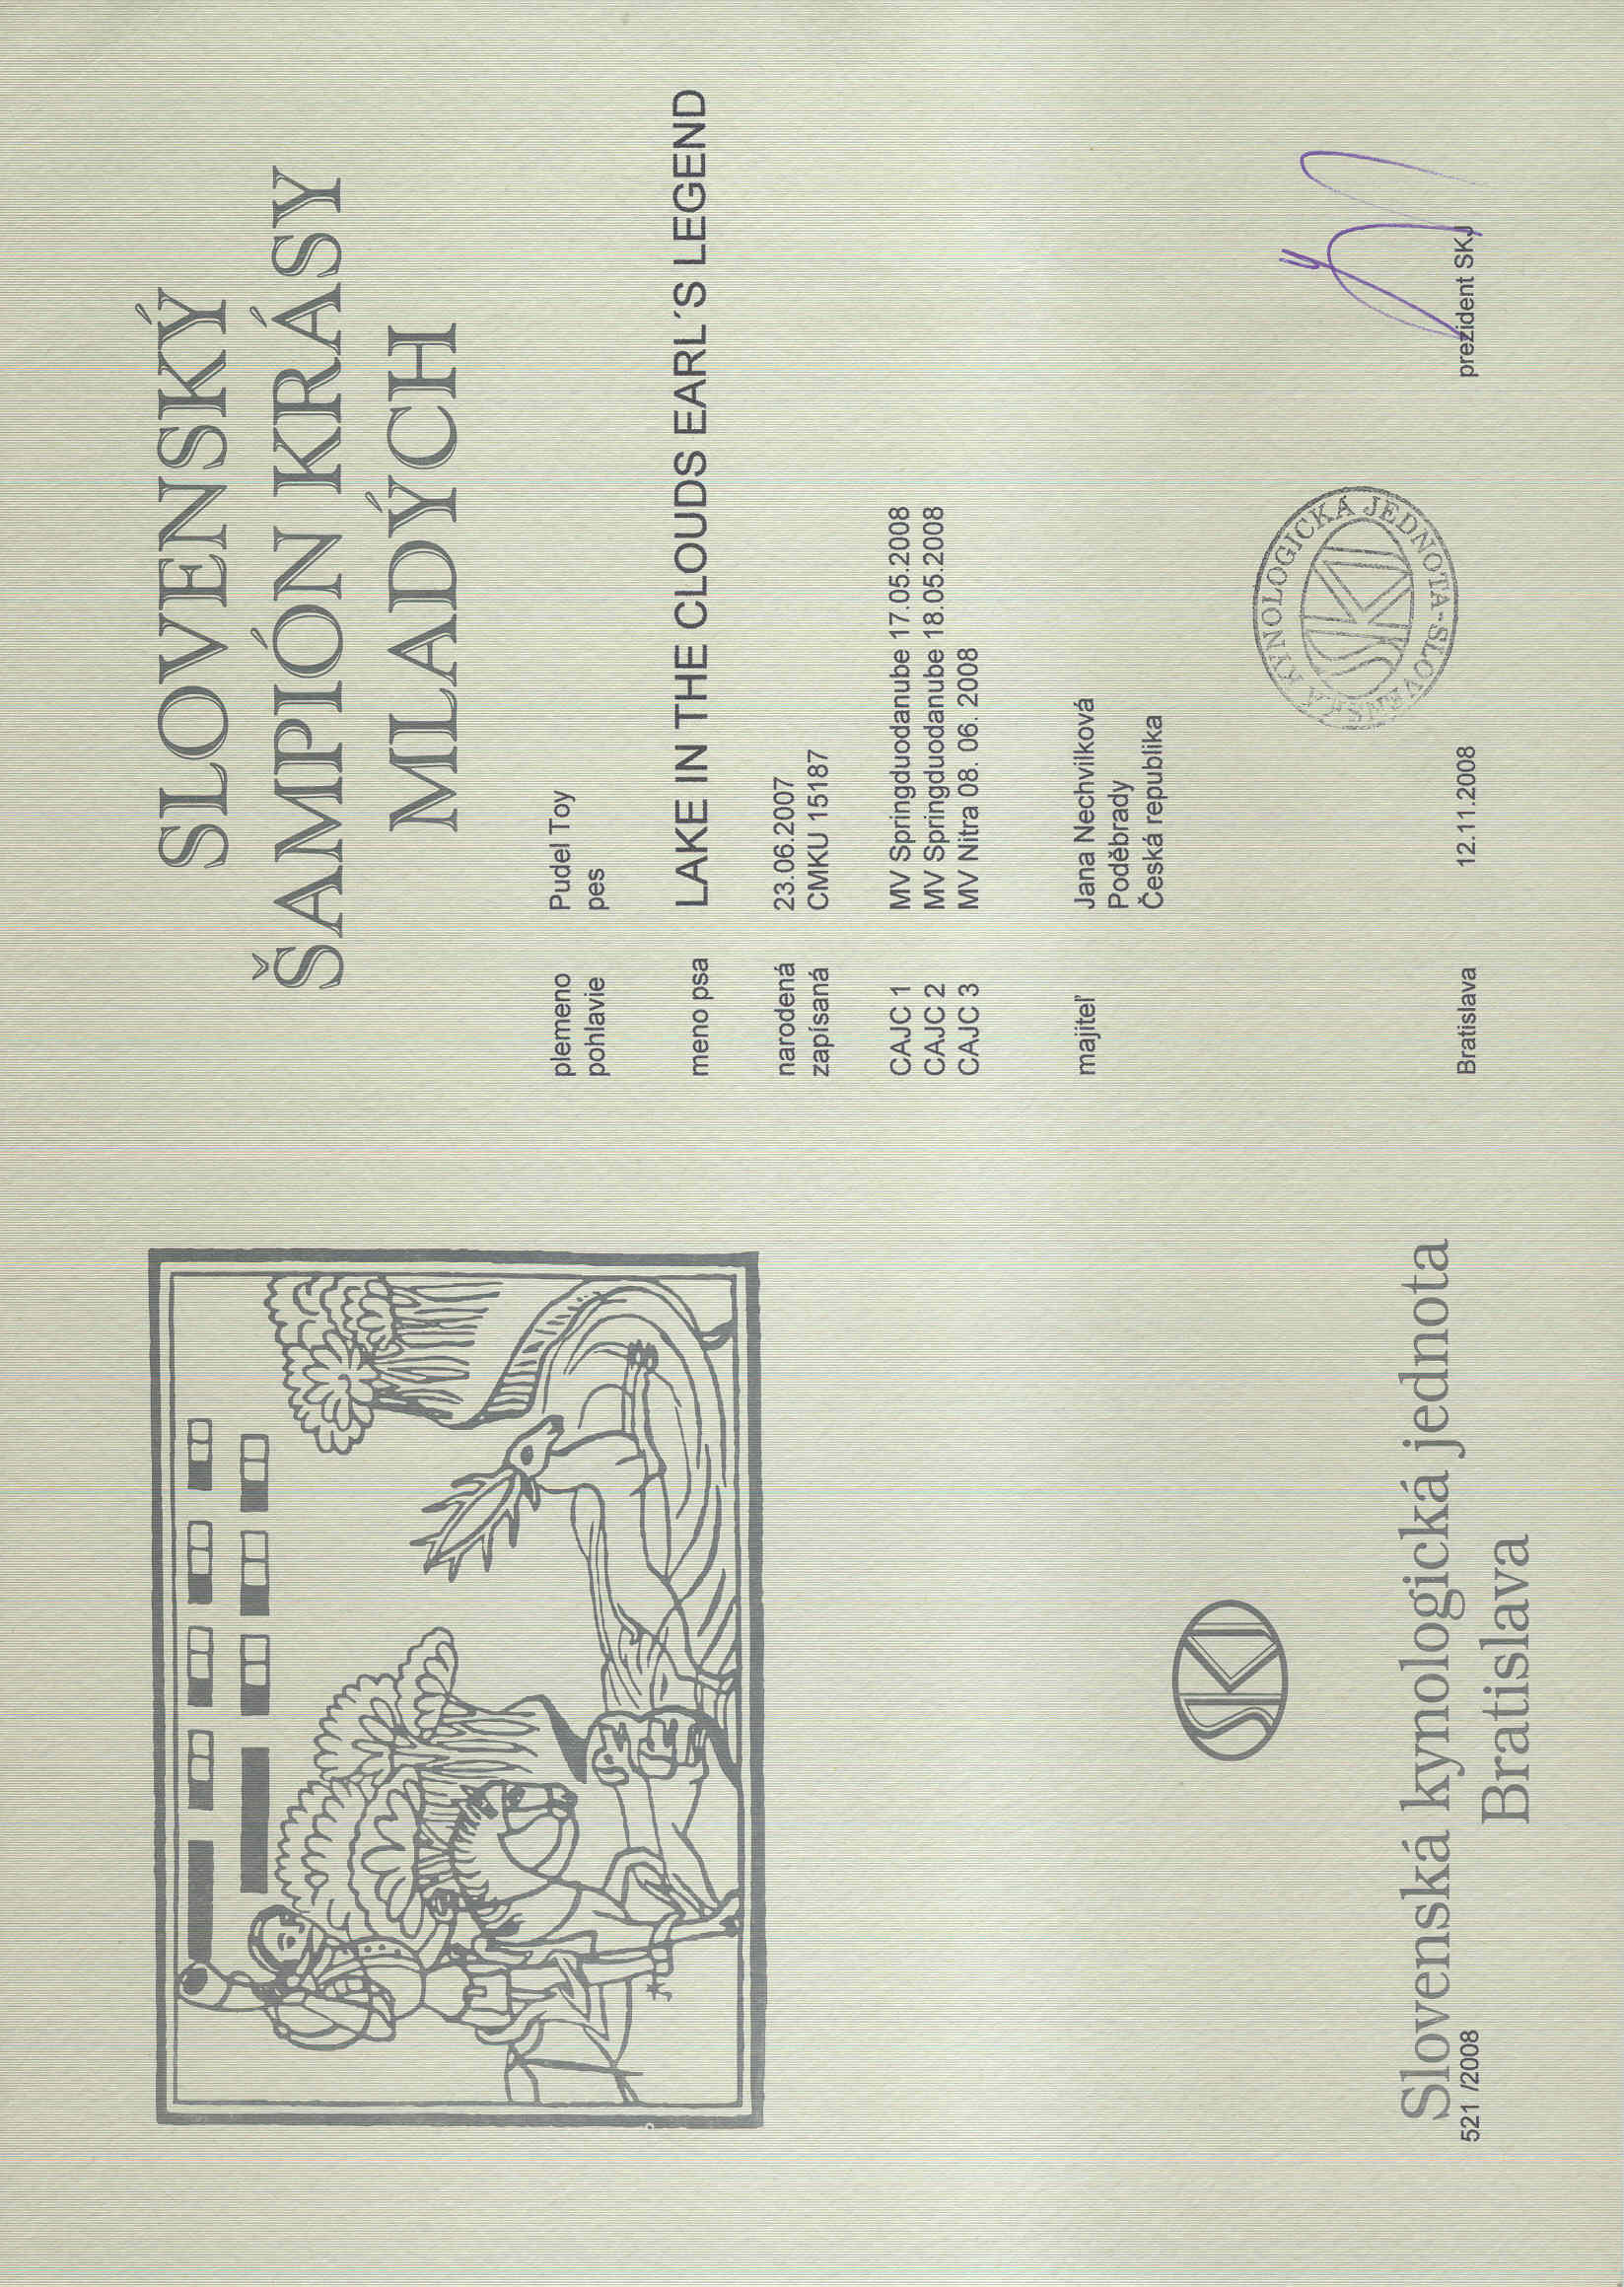 SLOVENSKÝ
ŠAMPIÓN KRÁSY
MLADÝCH
plemeno Pudel Toy
pohlavie pes
meno psa LAKE IN THE CLOUDS EARL´S LEGEND
narodená 23.06.2007
zapísaná CMKU 15187
CAJC 1 MV Springduodanube 17.05.2008
CAJC 2 MV Springduodanube 18.05.2008
CAJC 3 MV Nitra 08. 06. 2008
majiteľ Jana Nechvilková
Poděbrady
Česká republika
SLOVENSKÁ KYNOLOGICKÁ JEDNOTA
SKJ
Bratislava 12.11.2008 prezident SKJ
SKJ
Slovenská kynologická jednota
Bratislava
521 /2008